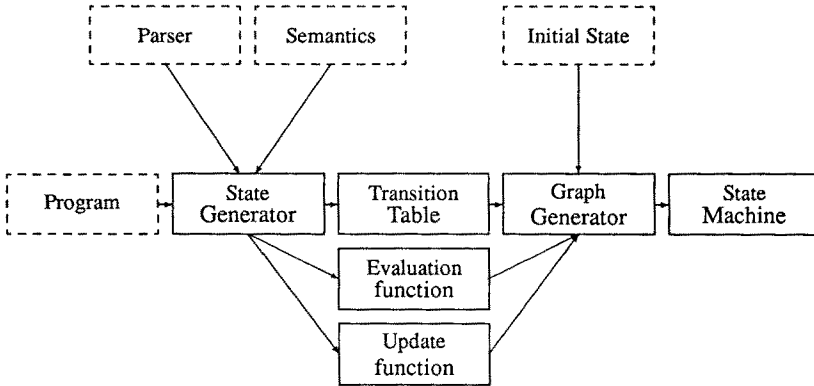 Parser
Semantics
Initial State
Program
State
Generator
Transition
Table
Graph
Generator
State
Machine
Evaluation
function
Update
function